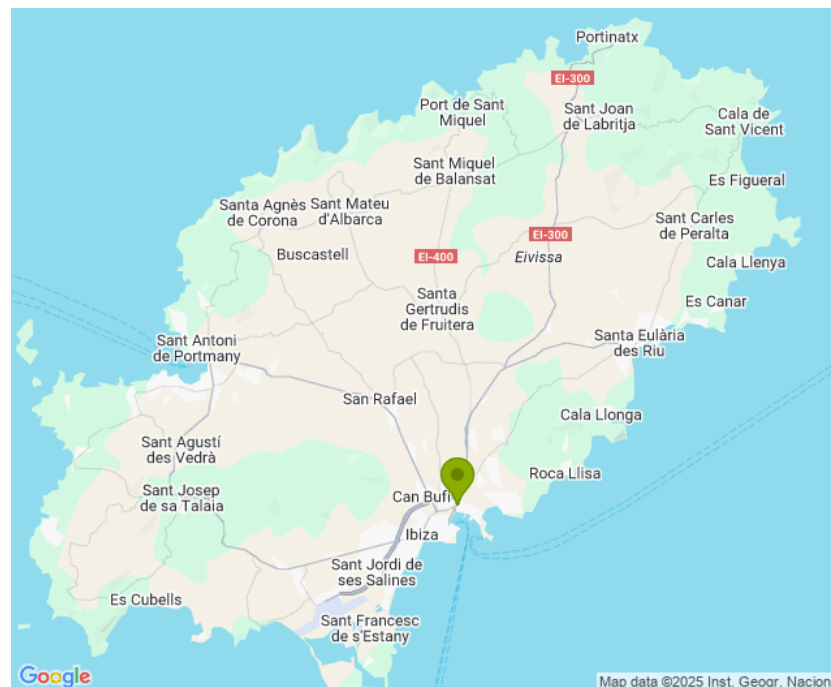 Portinatx
EI-300
Port de Sant
Miquel
Sant Joan
de Labritja
Cala de
Sant Vicent
Sant Miquel
de Balansat
Es Figueral
Santa Agnès
de Corona
Sant Mateu
d'Albarca
Sant Carles
de Peralta
EI-300
Buscastell
EI-400
Eivissa
Cala Llenya
Santa
Gertrudis
de Fruitera
Es Canar
Sant Antoni
de Portmany
Santa Eulària
des Riu
San Rafael
Cala Llonga
Sant Agustí
des Vedrà
Roca Llisa
Sant Josep
de sa Talaia
Can Bufí
Ibiza
Sant Jordi de
ses Salines
Es Cubells
Sant Francesc
de s'Estany
Google
Map data ©2025 Inst. Geogr. Nacion